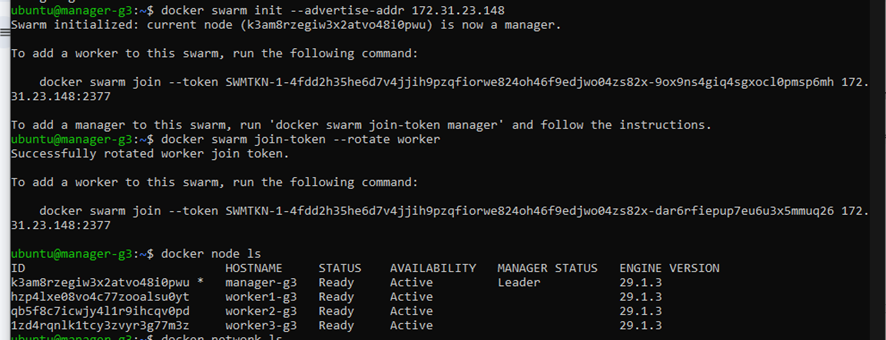 ubuntu@manager-g3:~$ docker swarm init --advertise-addr 172.31.23.148
Swarm initialized: current node (k3am8rzegiw3x2atvo48i0pwu) is now a manager.
To add a worker to this swarm, run the following command:
docker swarm join --token SWMTKN-1-4fdd2h35he6d7v4jjih9pzqfiorwe824oh46f9edjwo04zs82x-9ox9ns4giq4sgxocl0pmsp6mh 172.
31.23.148:2377
To add a manager to this swarm, run 'docker swarm join-token manager' and follow the instructions.
ubuntu@manager-g3:~$ docker swarm join-token --rotate worker
Successfully rotated worker join token.
To add a worker to this swarm, run the following command:
docker swarm join --token SWMTKN-1-4fdd2h35he6d7v4jjih9pzqfiorwe824oh46f9edjwo04zs82x-dar6rfiepup7eu6u3x5mmuq26 172.
31.23.148:2377
ubuntu@manager-g3:~$ docker node ls
ID HOSTNAME STATUS AVAILABILITY MANAGER STATUS ENGINE VERSION
k3am8rzegiw3x2atvo48i0pwu * manager-g3 Ready Active Leader 29.1.3
hzp4lxe08vo4c77zooalsu0yt worker1-g3 Ready Active 29.1.3
qb5f8c7icwjy4l1r9ihcqv0pd worker2-g3 Ready Active 29.1.3
1zd4rqnlk1tcy3zvyr3g77m3z worker3-g3 Ready Active 29.1.3
ubuntu@manager-g3:~$ docker network ls